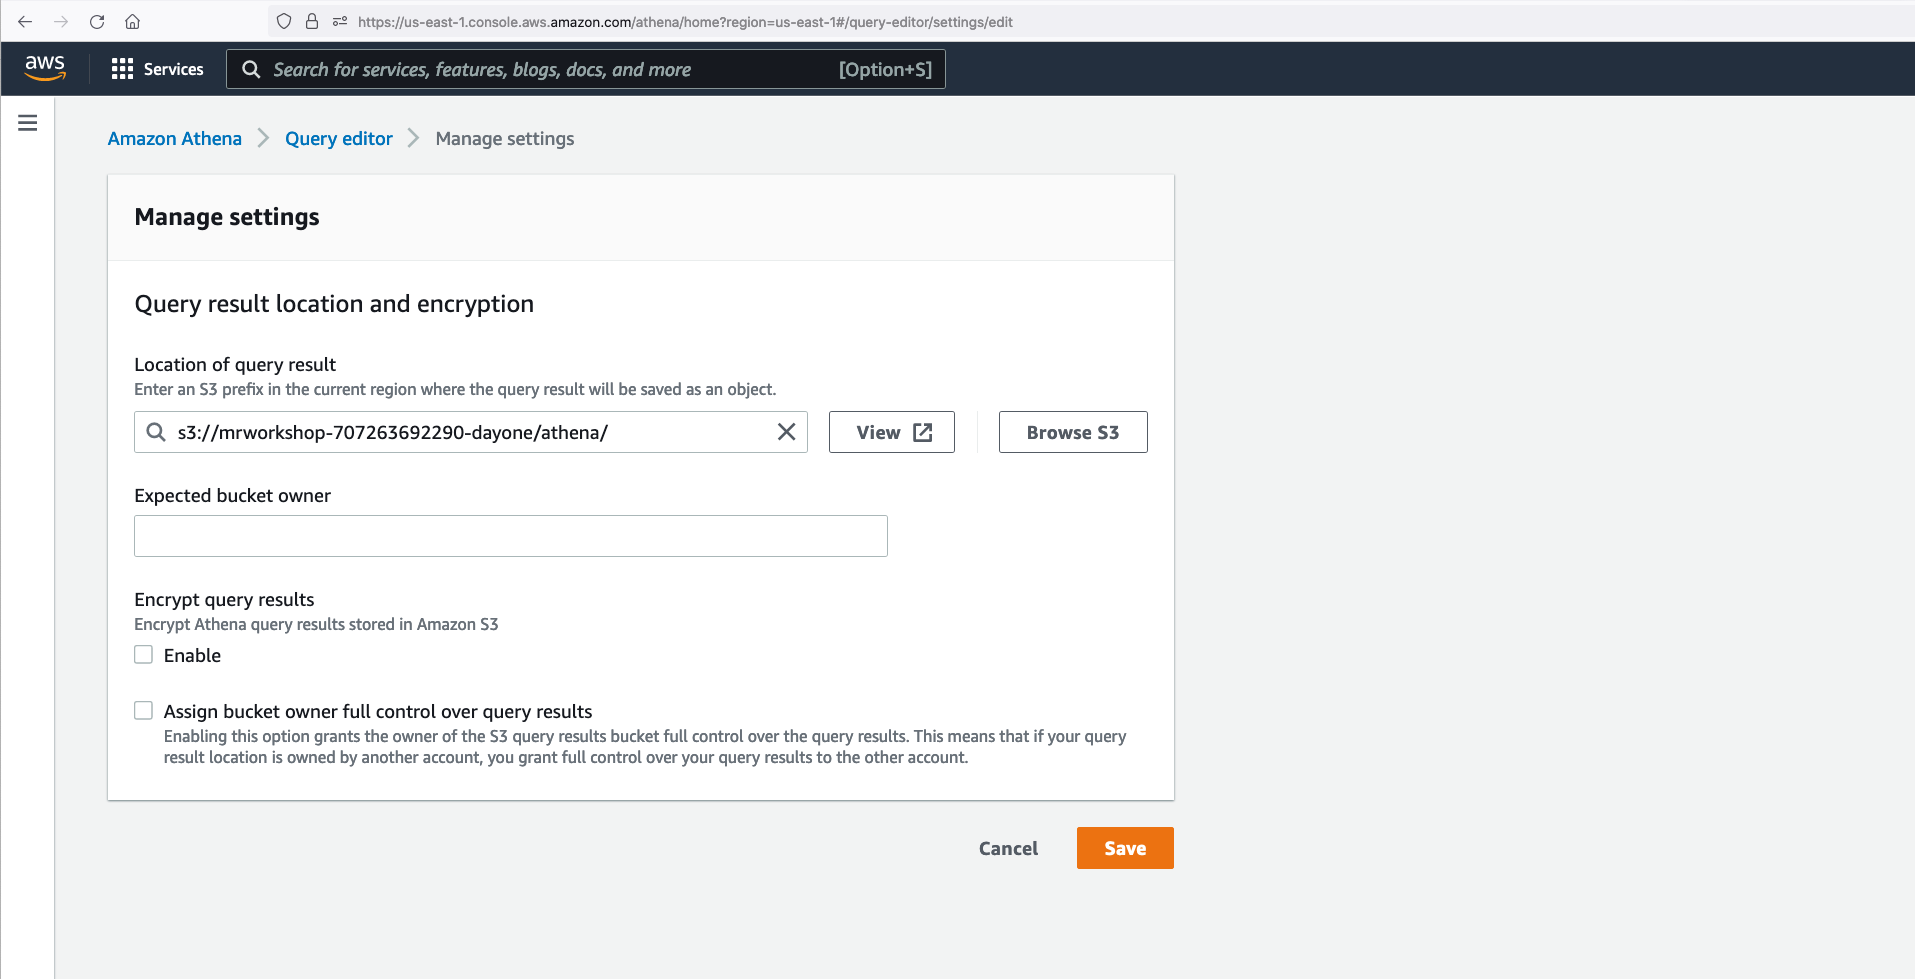 https://us-east-1.console.aws.amazon.com/athena/home?region=us-east-1#/query-editor/settings/edit
aws
Services
Search for services, features, blogs, docs, and more
[Option+S]
Amazon Athena
Query editor
Manage settings
Manage settings
Query result location and encryption
Location of query result
Enter an S3 prefix in the current region where the query result will be saved as an object.
s3://mrworkshop-707263692290-dayone/athena/
View
Browse S3
Expected bucket owner
Encrypt query results
Encrypt Athena query results stored in Amazon S3
Enable
Assign bucket owner full control over query results
Enabling this option grants the owner of the S3 query results bucket full control over the query results. This means that if your query
result location is owned by another account, you grant full control over your query results to the other account.
Cancel
Save